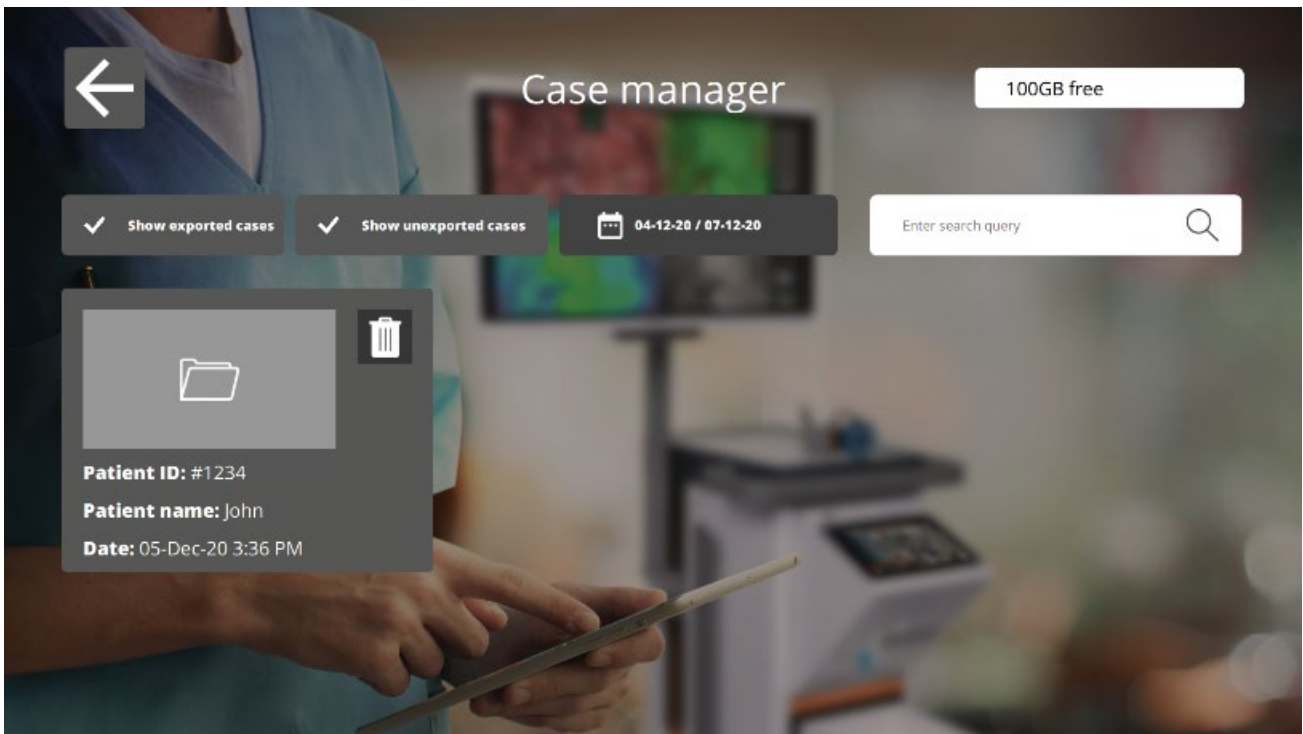 Case manager
100GB free
Show exported cases
Show unexported cases
04-12-20 / 07-12-20
Enter search query
Patient ID: #1234
Patient name: John
Date: 05-Dec-20 3:36 PM